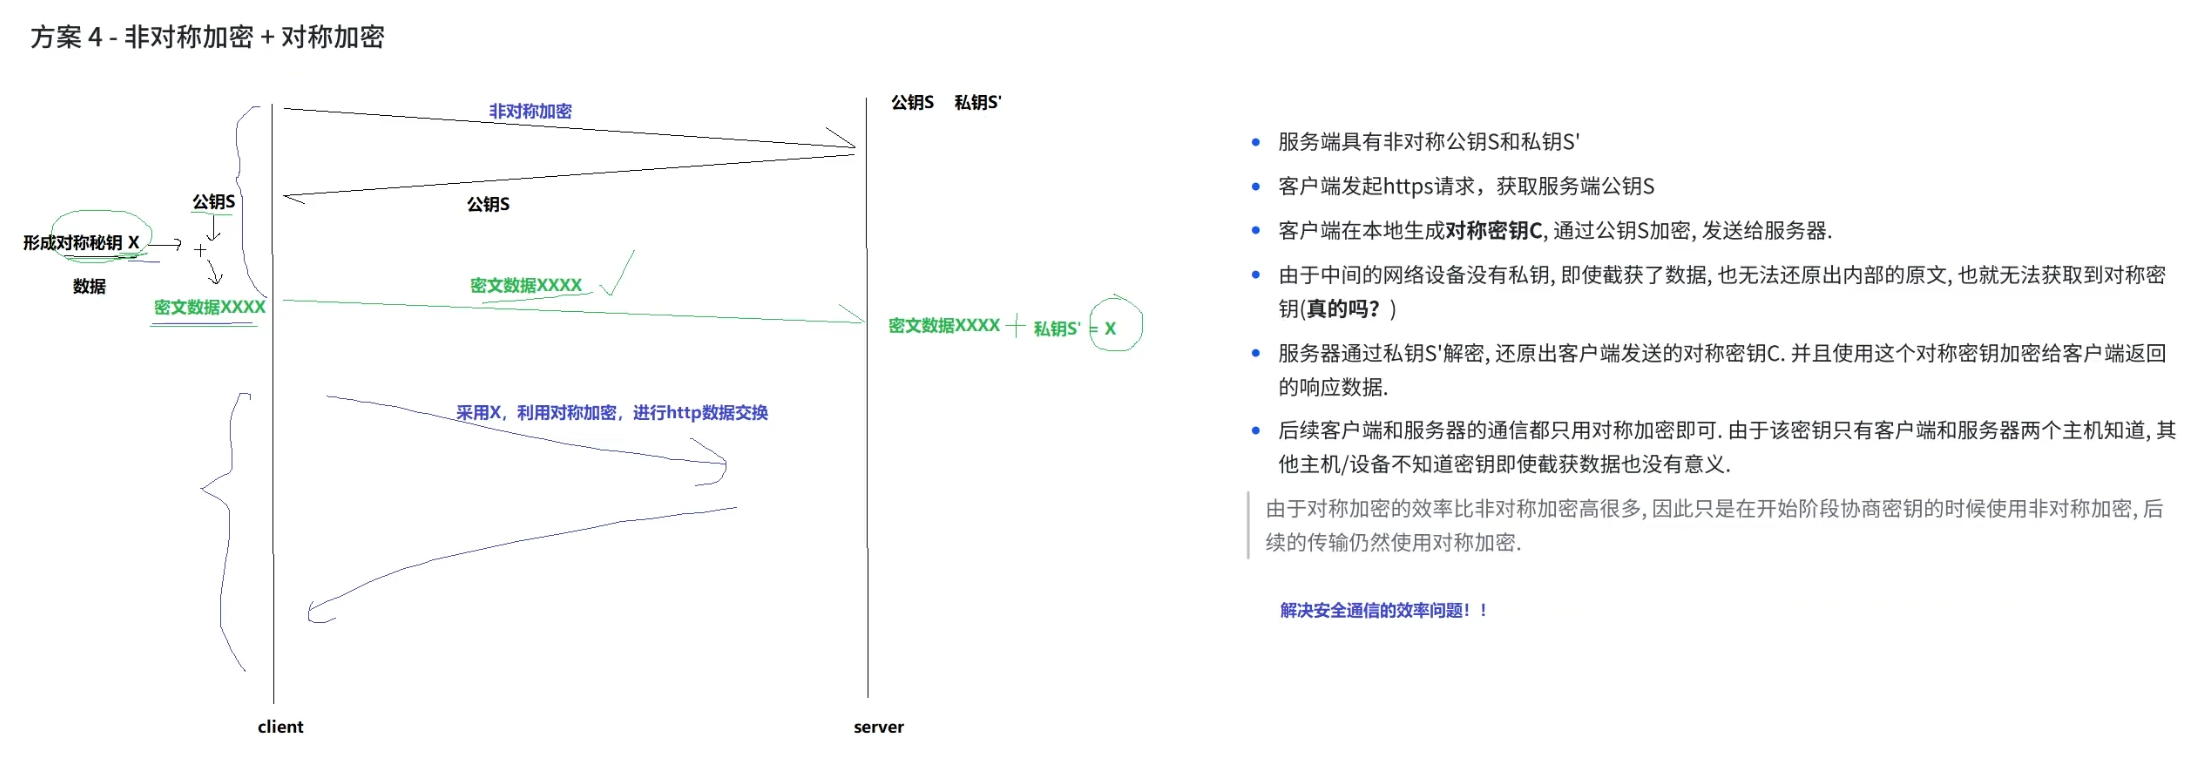 方案 4 - 非对称加密 + 对称加密
非对称加密
公钥S 私钥S'
公钥S
公钥S
形成对称秘钥 X
+
数据
密文数据XXXX
密文数据XXXX
密文数据XXXX + 私钥S' = X
采用X，利用对称加密，进行http数据交换
client
server
服务端具有非对称公钥S和私钥S'
客户端发起https请求，获取服务端公钥S
客户端在本地生成对称密钥C, 通过公钥S加密, 发送给服务器.
由于中间的网络设备没有私钥, 即使截获了数据, 也无法还原出内部的原文, 也就无法获取到对称密
钥(真的吗？)
服务器通过私钥S'解密, 还原出客户端发送的对称密钥C. 并且使用这个对称密钥加密给客户端返回
的响应数据.
后续客户端和服务器的通信都只用对称加密即可. 由于该密钥只有客户端和服务器两个主机知道, 其
他主机/设备不知道密钥即使截获数据也没有意义.
由于对称加密的效率比非对称加密高很多, 因此只是在开始阶段协商密钥的时候使用非对称加密, 后
续的传输仍然使用对称加密.
解决安全通信的效率问题！！